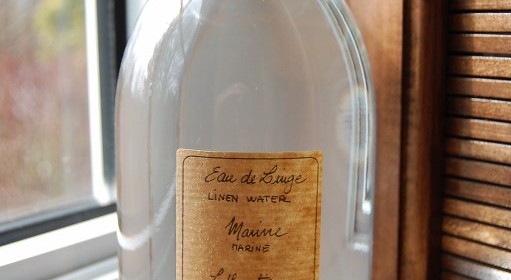 Eau de Linge
LINEN WATER
Marine
MARINE